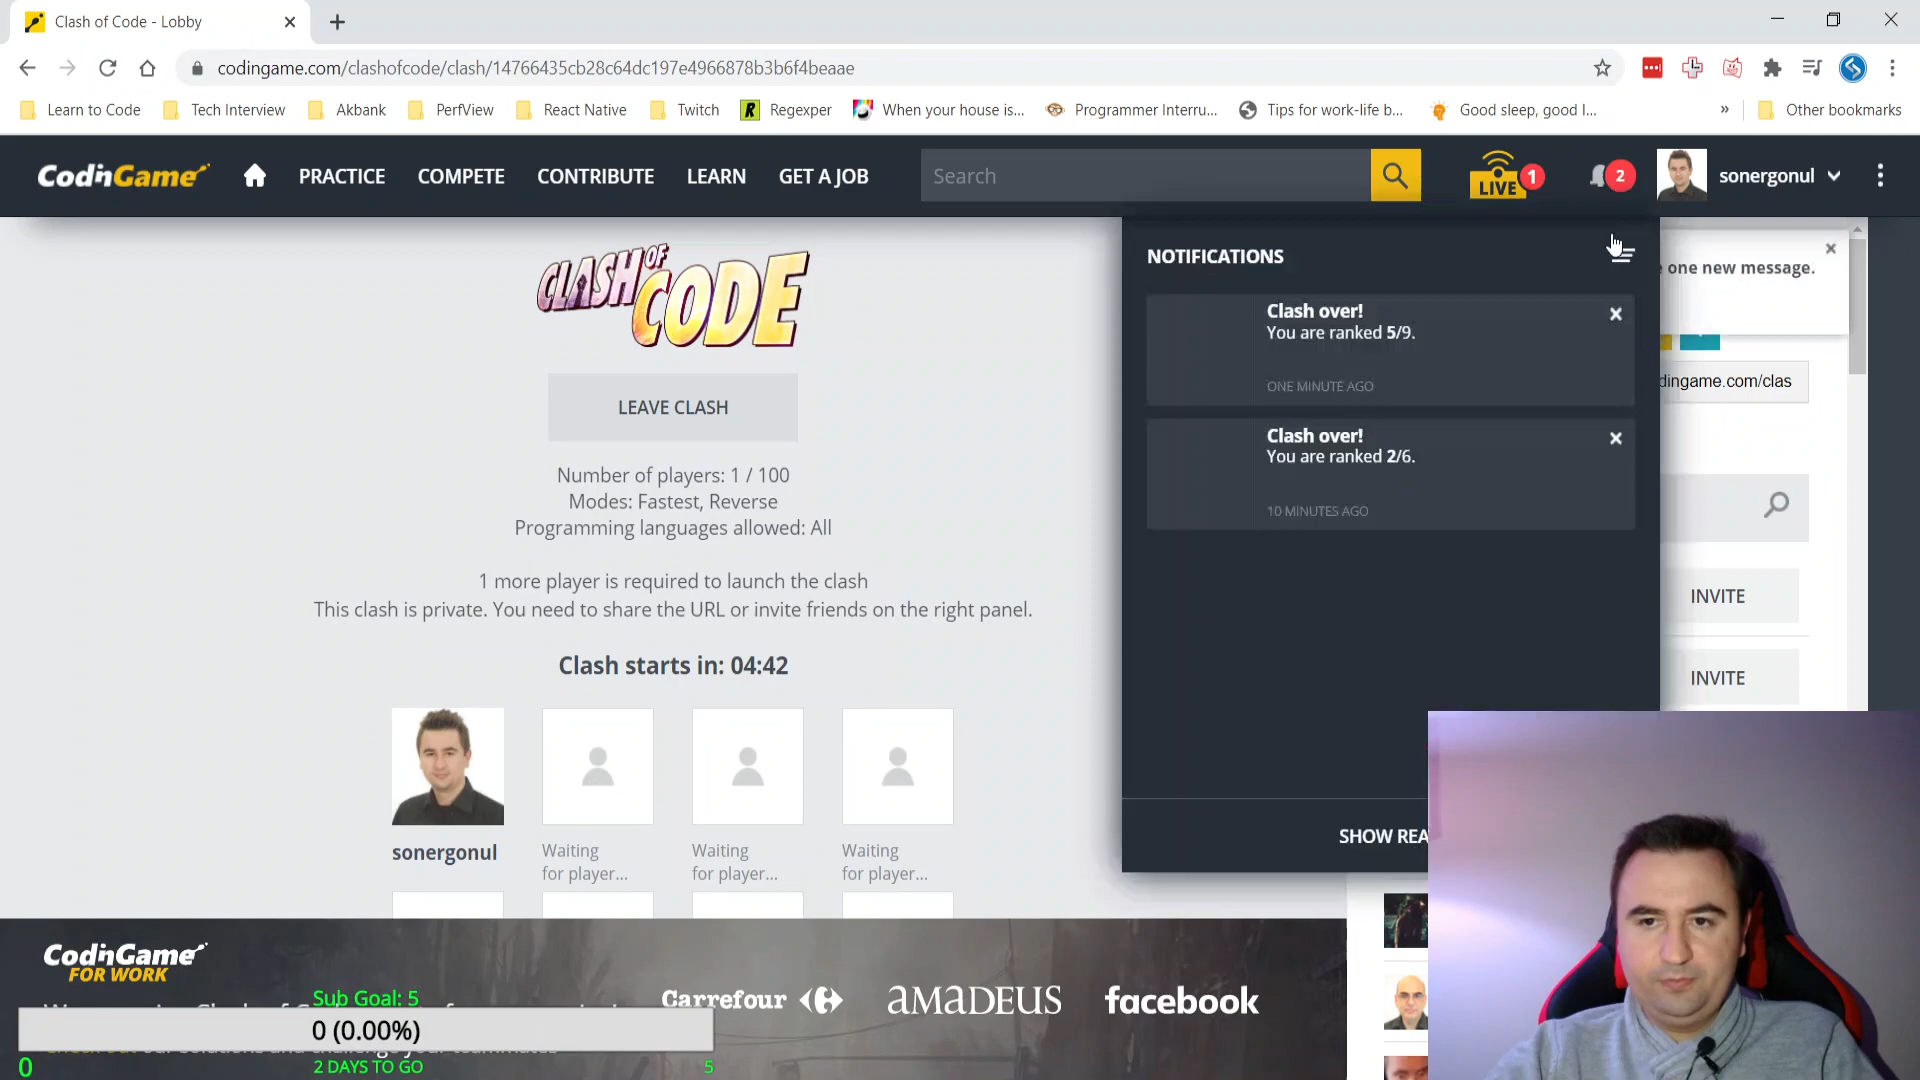 Clash of Code - Lobby
codingame.com/clashofcode/clash/14766435cb28c64dc197e4966878b3b6f4beaae
Learn to Code
Tech Interview
Akbank
PerfView
React Native
Twitch
R
Regexper
When your house is...
Programmer Interru...
Tips for work-life b...
Good sleep, good l...
»
Other bookmarks
CodinGame
PRACTICE
COMPETE
CONTRIBUTE
LEARN
GET A JOB
Search
LIVE
1
2
sonergonul
CLASH OF CODE
NOTIFICATIONS
one new message.
Clash over!
You are ranked 5/9.
ONE MINUTE AGO
Clash over!
You are ranked 2/6.
10 MINUTES AGO
dingame.com/clas
LEAVE CLASH
Number of players: 1 / 100
Modes: Fastest, Reverse
Programming languages allowed: All
1 more player is required to launch the clash
This clash is private. You need to share the URL or invite friends on the right panel.
INVITE
INVITE
Clash starts in: 04:42
sonergonul
Waiting for player...
Waiting for player...
Waiting for player...
SHOW REA
CodinGame
FOR WORK
Carrefour
AMADEUS
facebook
Sub Goal: 5
0 (0.00%)
0
2 DAYS TO GO
5